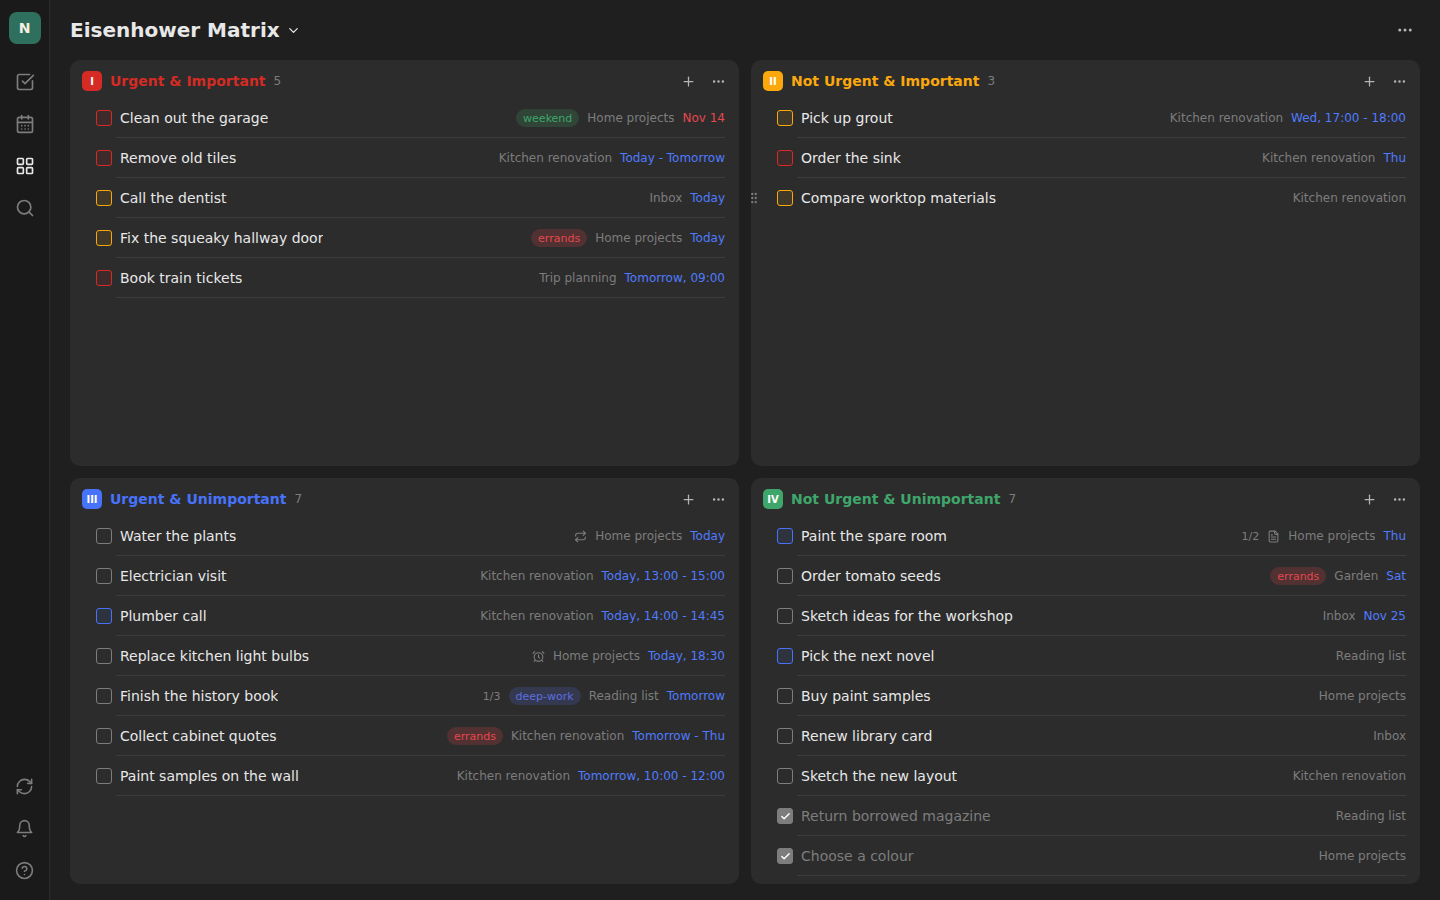 N
Eisenhower Matrix
I Urgent & Important 5
Clean out the garage weekend Home projects Nov 14
Remove old tiles Kitchen renovation Today - Tomorrow
Call the dentist Inbox Today
Fix the squeaky hallway door errands Home projects Today
Book train tickets Trip planning Tomorrow, 09:00
II Not Urgent & Important 3
Pick up grout Kitchen renovation Wed, 17:00 - 18:00
Order the sink Kitchen renovation Thu
Compare worktop materials Kitchen renovation
III Urgent & Unimportant 7
Water the plants Home projects Today
Electrician visit Kitchen renovation Today, 13:00 - 15:00
Plumber call Kitchen renovation Today, 14:00 - 14:45
Replace kitchen light bulbs Home projects Today, 18:30
Finish the history book 1/3 deep-work Reading list Tomorrow
Collect cabinet quotes errands Kitchen renovation Tomorrow - Thu
Paint samples on the wall Kitchen renovation Tomorrow, 10:00 - 12:00
IV Not Urgent & Unimportant 7
Paint the spare room 1/2 Home projects Thu
Order tomato seeds errands Garden Sat
Sketch ideas for the workshop Inbox Nov 25
Pick the next novel Reading list
Buy paint samples Home projects
Renew library card Inbox
Sketch the new layout Kitchen renovation
Return borrowed magazine Reading list
Choose a colour Home projects